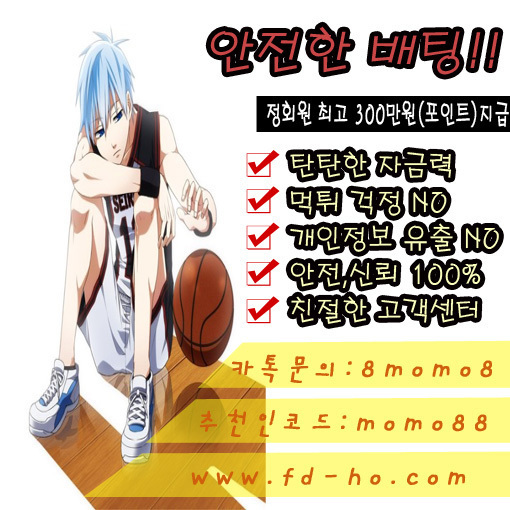 안전한 배팅!!
정회원 최고 300만원(포인트)지급
탄탄한 자금력
먹튀 걱정 NO
개인정보 유출 NO
안전,신뢰 100%
친절한 고객센터
SEIR
11
카톡문의:8momo8
추천인코드:momo88
www.fd-ho.com